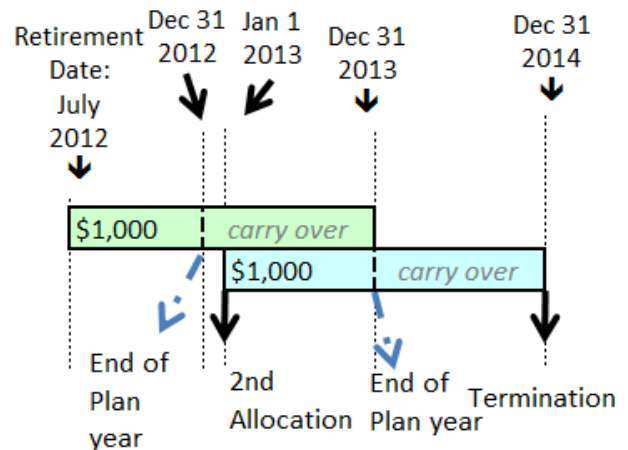 Retirement
Date:
July
2012
Dec 31
2012
Jan 1
2013
Dec 31
2013
Dec 31
2014
$1,000
carry over
$1,000
carry over
End of
Plan
year
2nd
Allocation
End of
Plan year
Termination